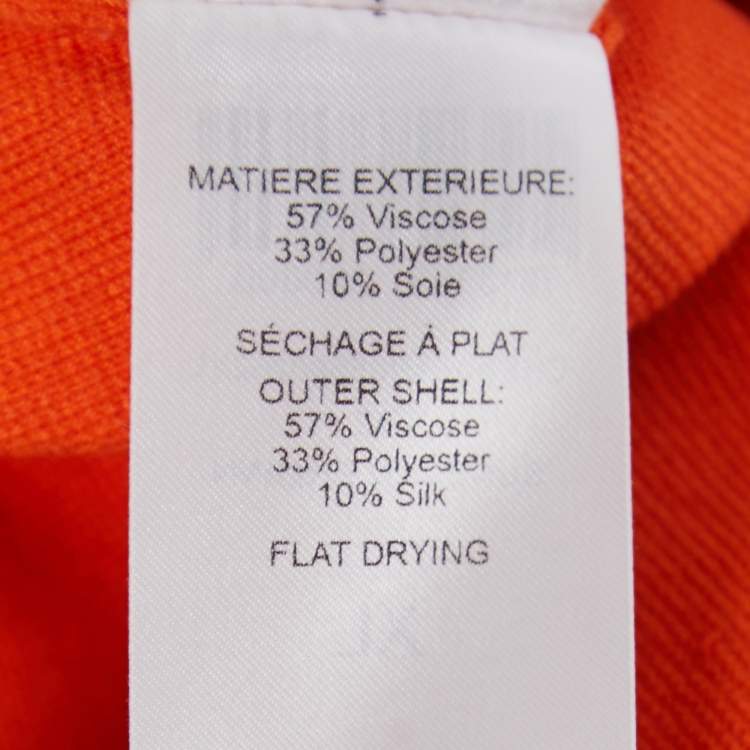 MATIERE EXTERIEURE:
57% Viscose
33% Polyester
10% Soie
SÉCHAGE À PLAT
OUTER SHELL:
57% Viscose
33% Polyester
10% Silk
FLAT DRYING